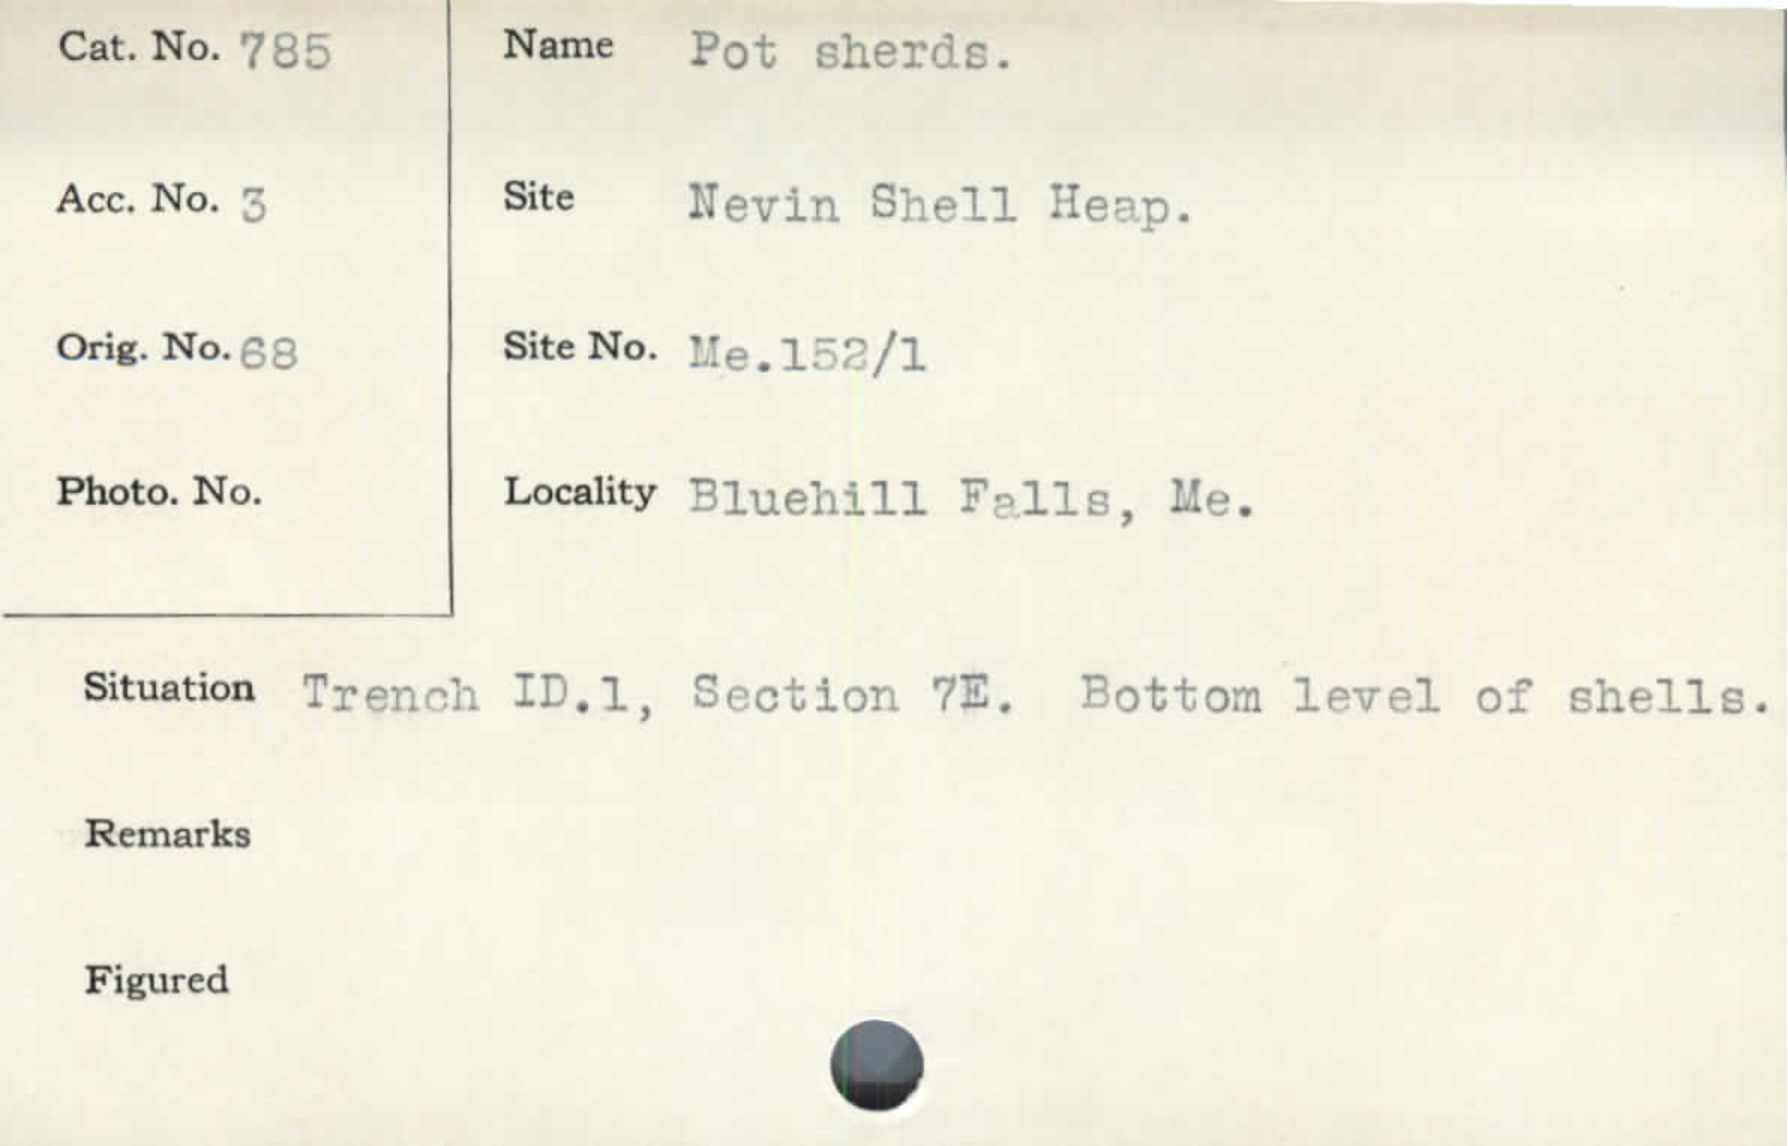 Cat. No. 785 Name Pot sherds.
Acc. No. 3 Site Nevin Shell Heap.
Orig. No. 68 Site No. Me.152/1
Photo. No. Locality Bluehill Falls, Me.
Situation Trench ID.1, Section 7E. Bottom level of shells.
Remarks
Figured